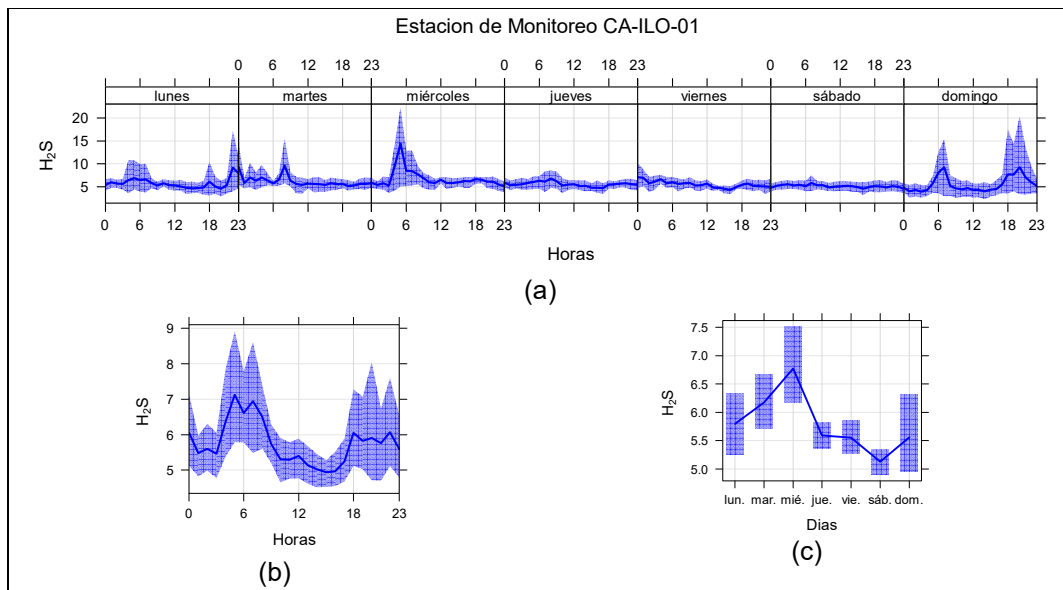 Estacion de Monitoreo CA-ILO-01
0 6 12 18 23 0 6 12 18 23 0 6 12 18 23
lunes martes miércoles jueves viernes sábado domingo
H₂S
20
15
10
5
0 6 12 18 23 0 6 12 18 23 0 6 12 18 23 0 6 12 18 23
Horas
(a)
H₂S
9
8
7
6
5
0 6 12 18 23
Horas
(b)
H₂S
7.5
7.0
6.5
6.0
5.5
5.0
lun. mar. mié. jue. vie. sáb. dom.
Dias
(c)